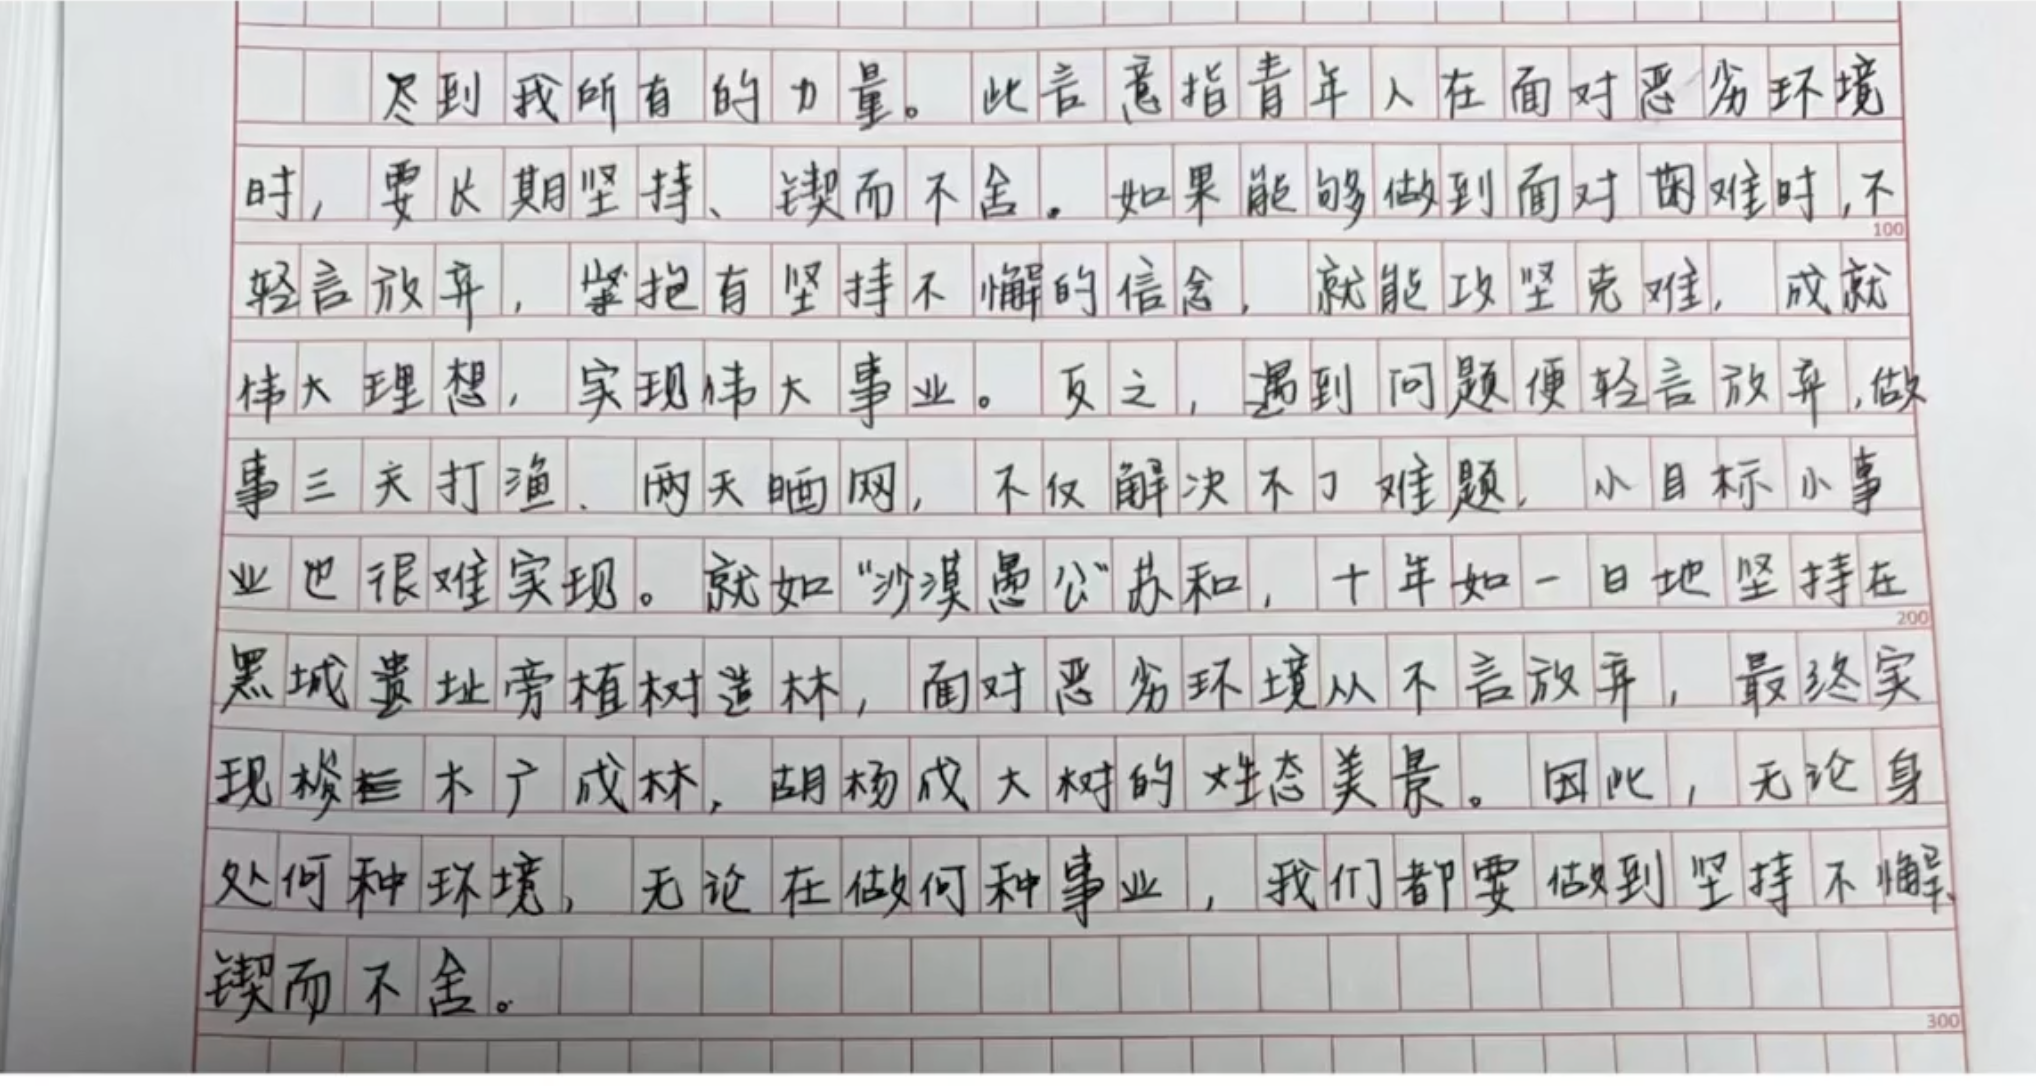 尽到我所有的力量。此言意指青年人在面对恶劣环境
时，要长期坚持、锲而不舍。如果能够做到面对困难时，不
轻言放弃，抱有坚持不懈的信念，就能攻坚克难，成就
伟大理想，实现伟大事业。反之，遇到问题便轻言放弃，做
事三天打渔、两天晒网，不仅解决不了难题，小目标小事
业也很难实现。就如“沙漠愚公”苏和，十年如一日地坚持在
黑城遗址旁植树造林，面对恶劣环境从不言放弃，最终实
现梭木广成林，胡杨成大树的生态美景。因此，无论身
处何种环境，无论在做何种事业，我们都要做到坚持不懈、
锲而不舍。
100
200
300